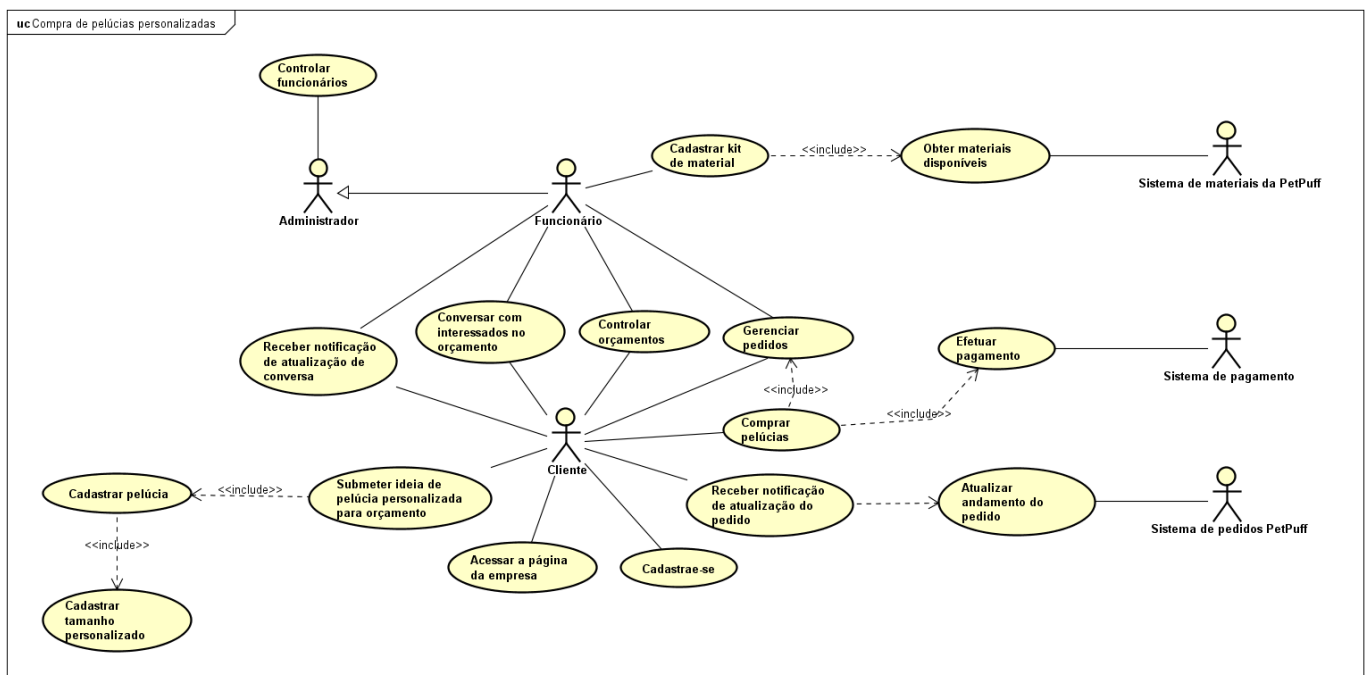 uc Compra de pelúcias personalizadas
Controlar
funcionários
Administrador
Funcionário
Cadastrar kit
de material
<<include>>
Obter materiais
disponíveis
Sistema de materiais da PetPuff
Receber notificação
de atualização de
conversa
Conversar com
interessados no
orçamento
Controlar
orçamentos
Gerenciar
pedidos
Efetuar
pagamento
Sistema de pagamento
<<include>>
<<include>>
Comprar
pelúcias
Cliente
Cadastrar pelúcia
<<include>>
Submeter ideia de
pelúcia personalizada
para orçamento
Receber notificação
de atualização do
pedido
Atualizar
andamento do
pedido
Sistema de pedidos PetPuff
<<include>>
Acessar a página
da empresa
Cadastrae-se
Cadastrar
tamanho
personalizado